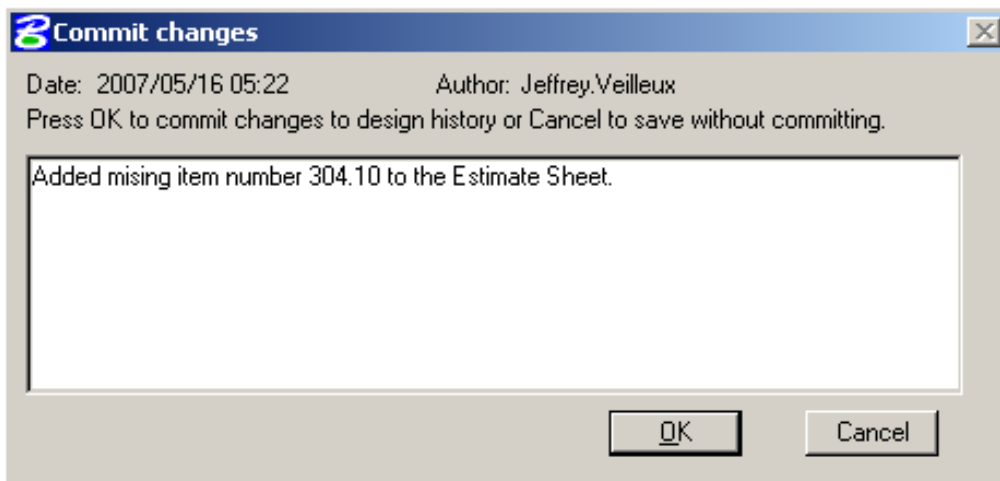 Commit changes
Date: 2007/05/16 05:22 Author: Jeffrey.Veilleux
Press OK to commit changes to design history or Cancel to save without committing.
Added mising item number 304.10 to the Estimate Sheet.
OK Cancel